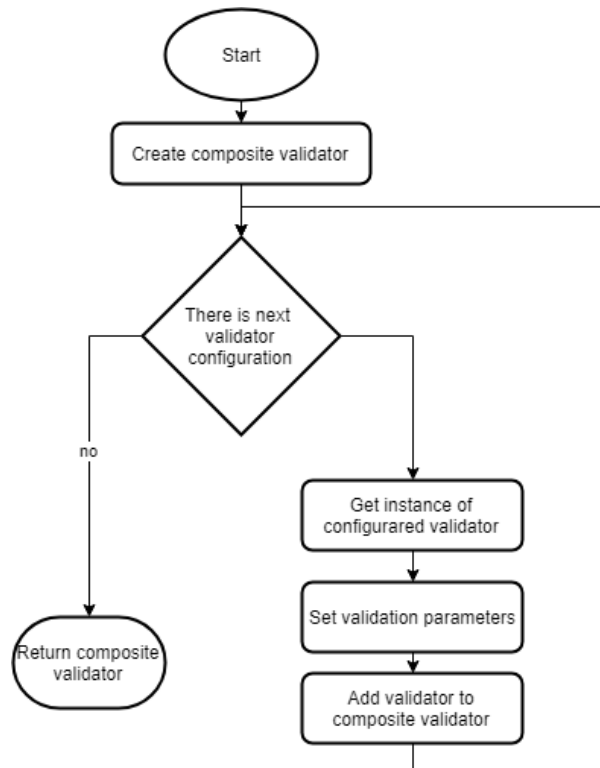 Start
Create composite validator
There is next
validator
configuration
no
Get instance of
configurared validator
Set validation parameters
Return composite
validator
Add validator to
composite validator